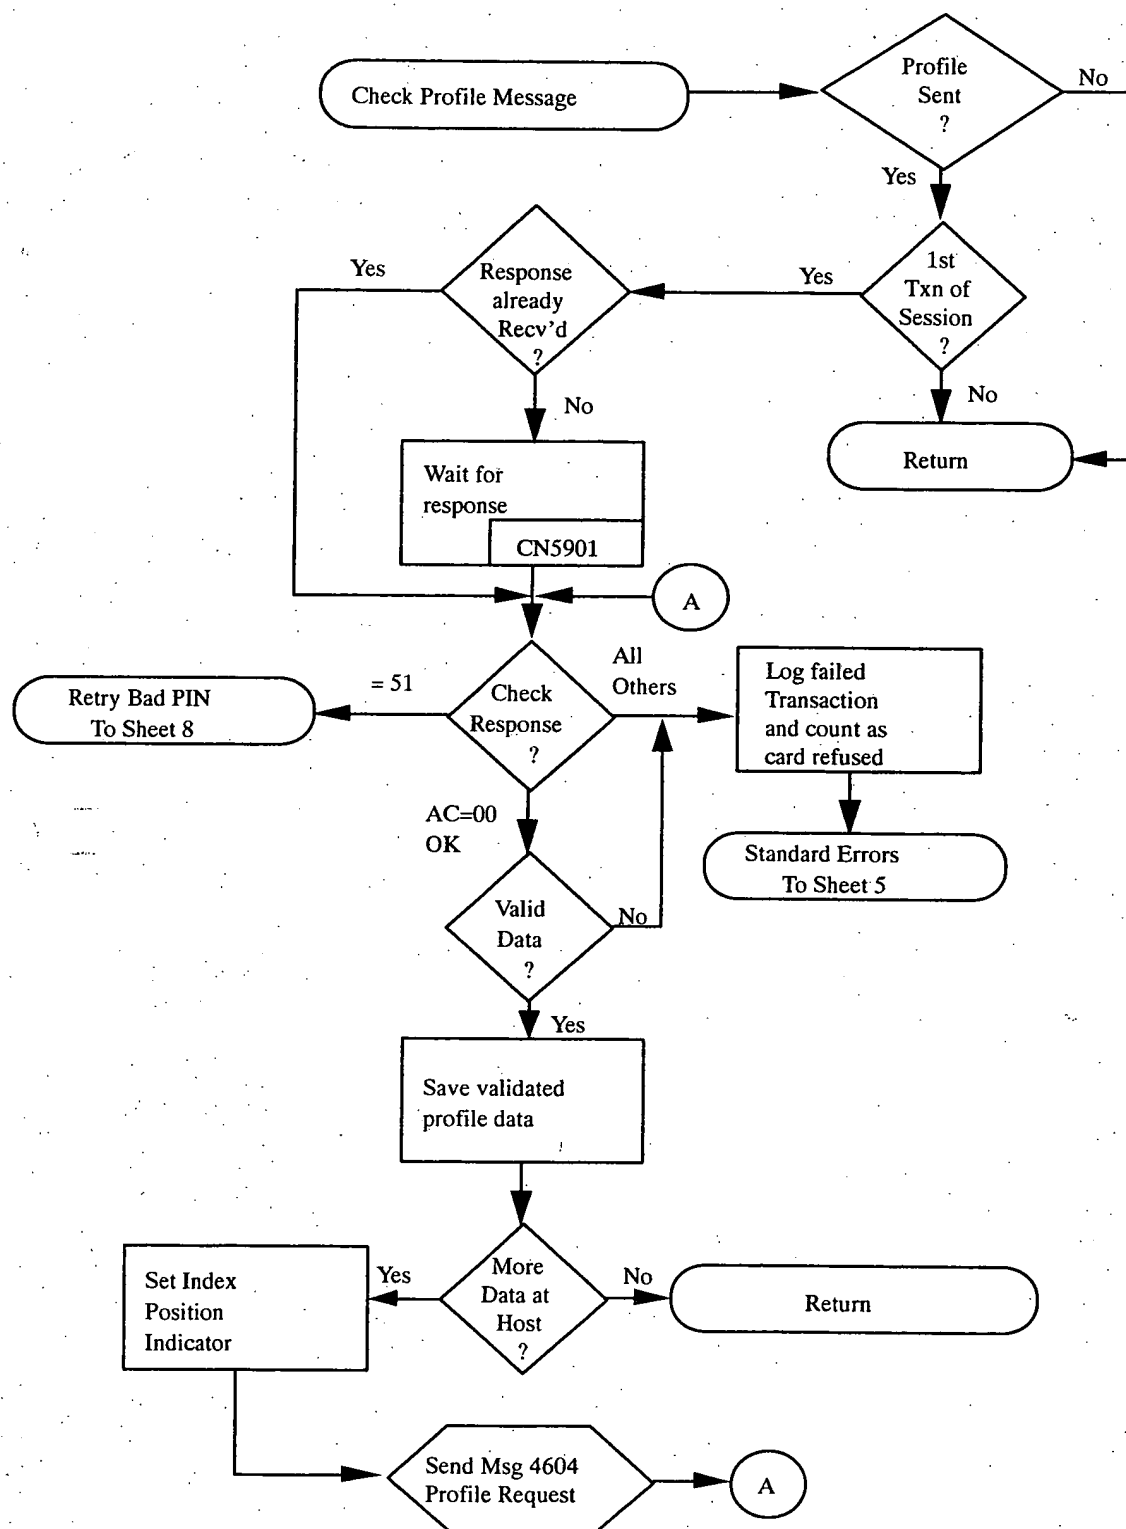 Profile
Sent
?
No
Check Profile Message
Yes
1st
Txn of
Session
?
Yes
Response
already
Recv'd
?
Yes
No
No
Wait for
response
CN5901
Return
A
Check
Response
?
= 51
All
Others
Retry Bad PIN
To Sheet 8
Log failed
Transaction
and count as
card refused
AC=00
OK
Standard Errors
To Sheet 5
Valid
Data
?
No
Yes
Save validated
profile data
More
Data at
Host
?
Yes
No
Set Index
Position
Indicator
Return
Send Msg 4604
Profile Request
A